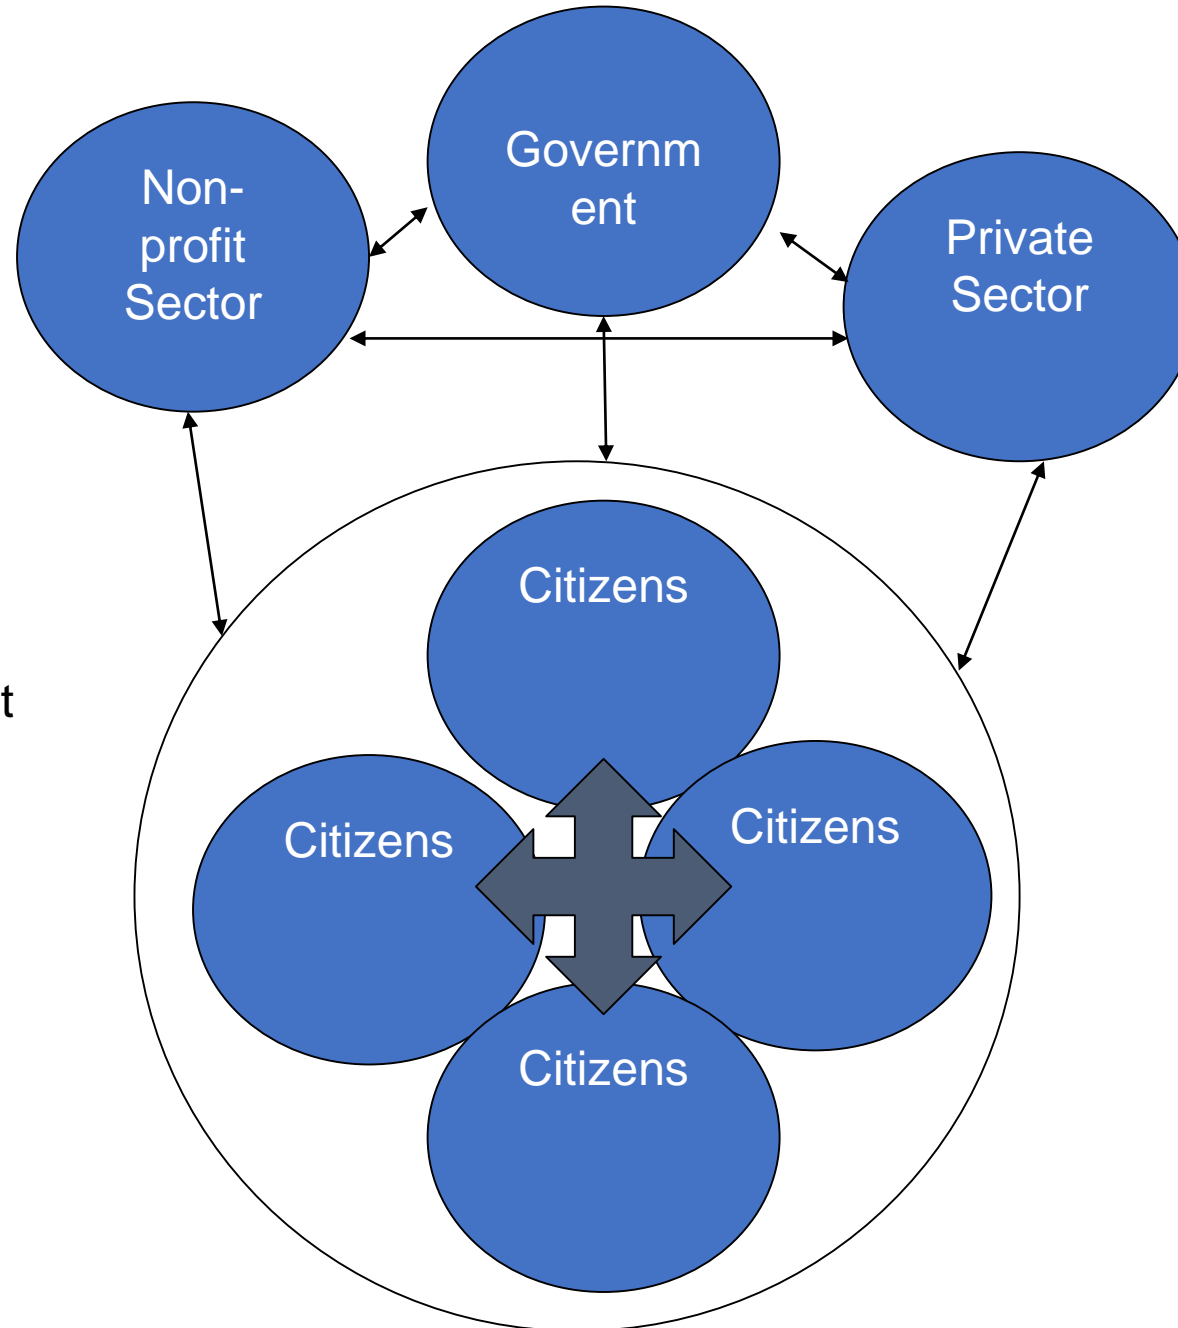 Governm
ent
Non-
profit
Sector
Private
Sector
Citizens
t
Citizens
Citizens
Citizens